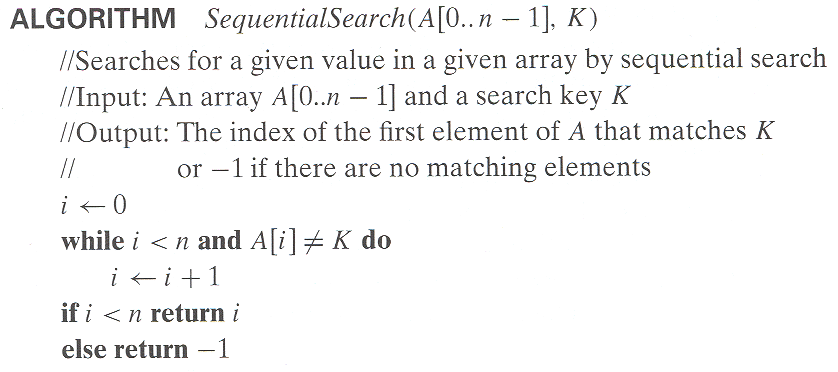 ALGORITHM SequentialSearch(A[0..n − 1], K)
//Searches for a given value in a given array by sequential search
//Input: An array A[0..n − 1] and a search key K
//Output: The index of the first element of A that matches K
// or −1 if there are no matching elements
i ← 0
while i < n and A[i] ≠ K do
i ← i + 1
if i < n return i
else return −1